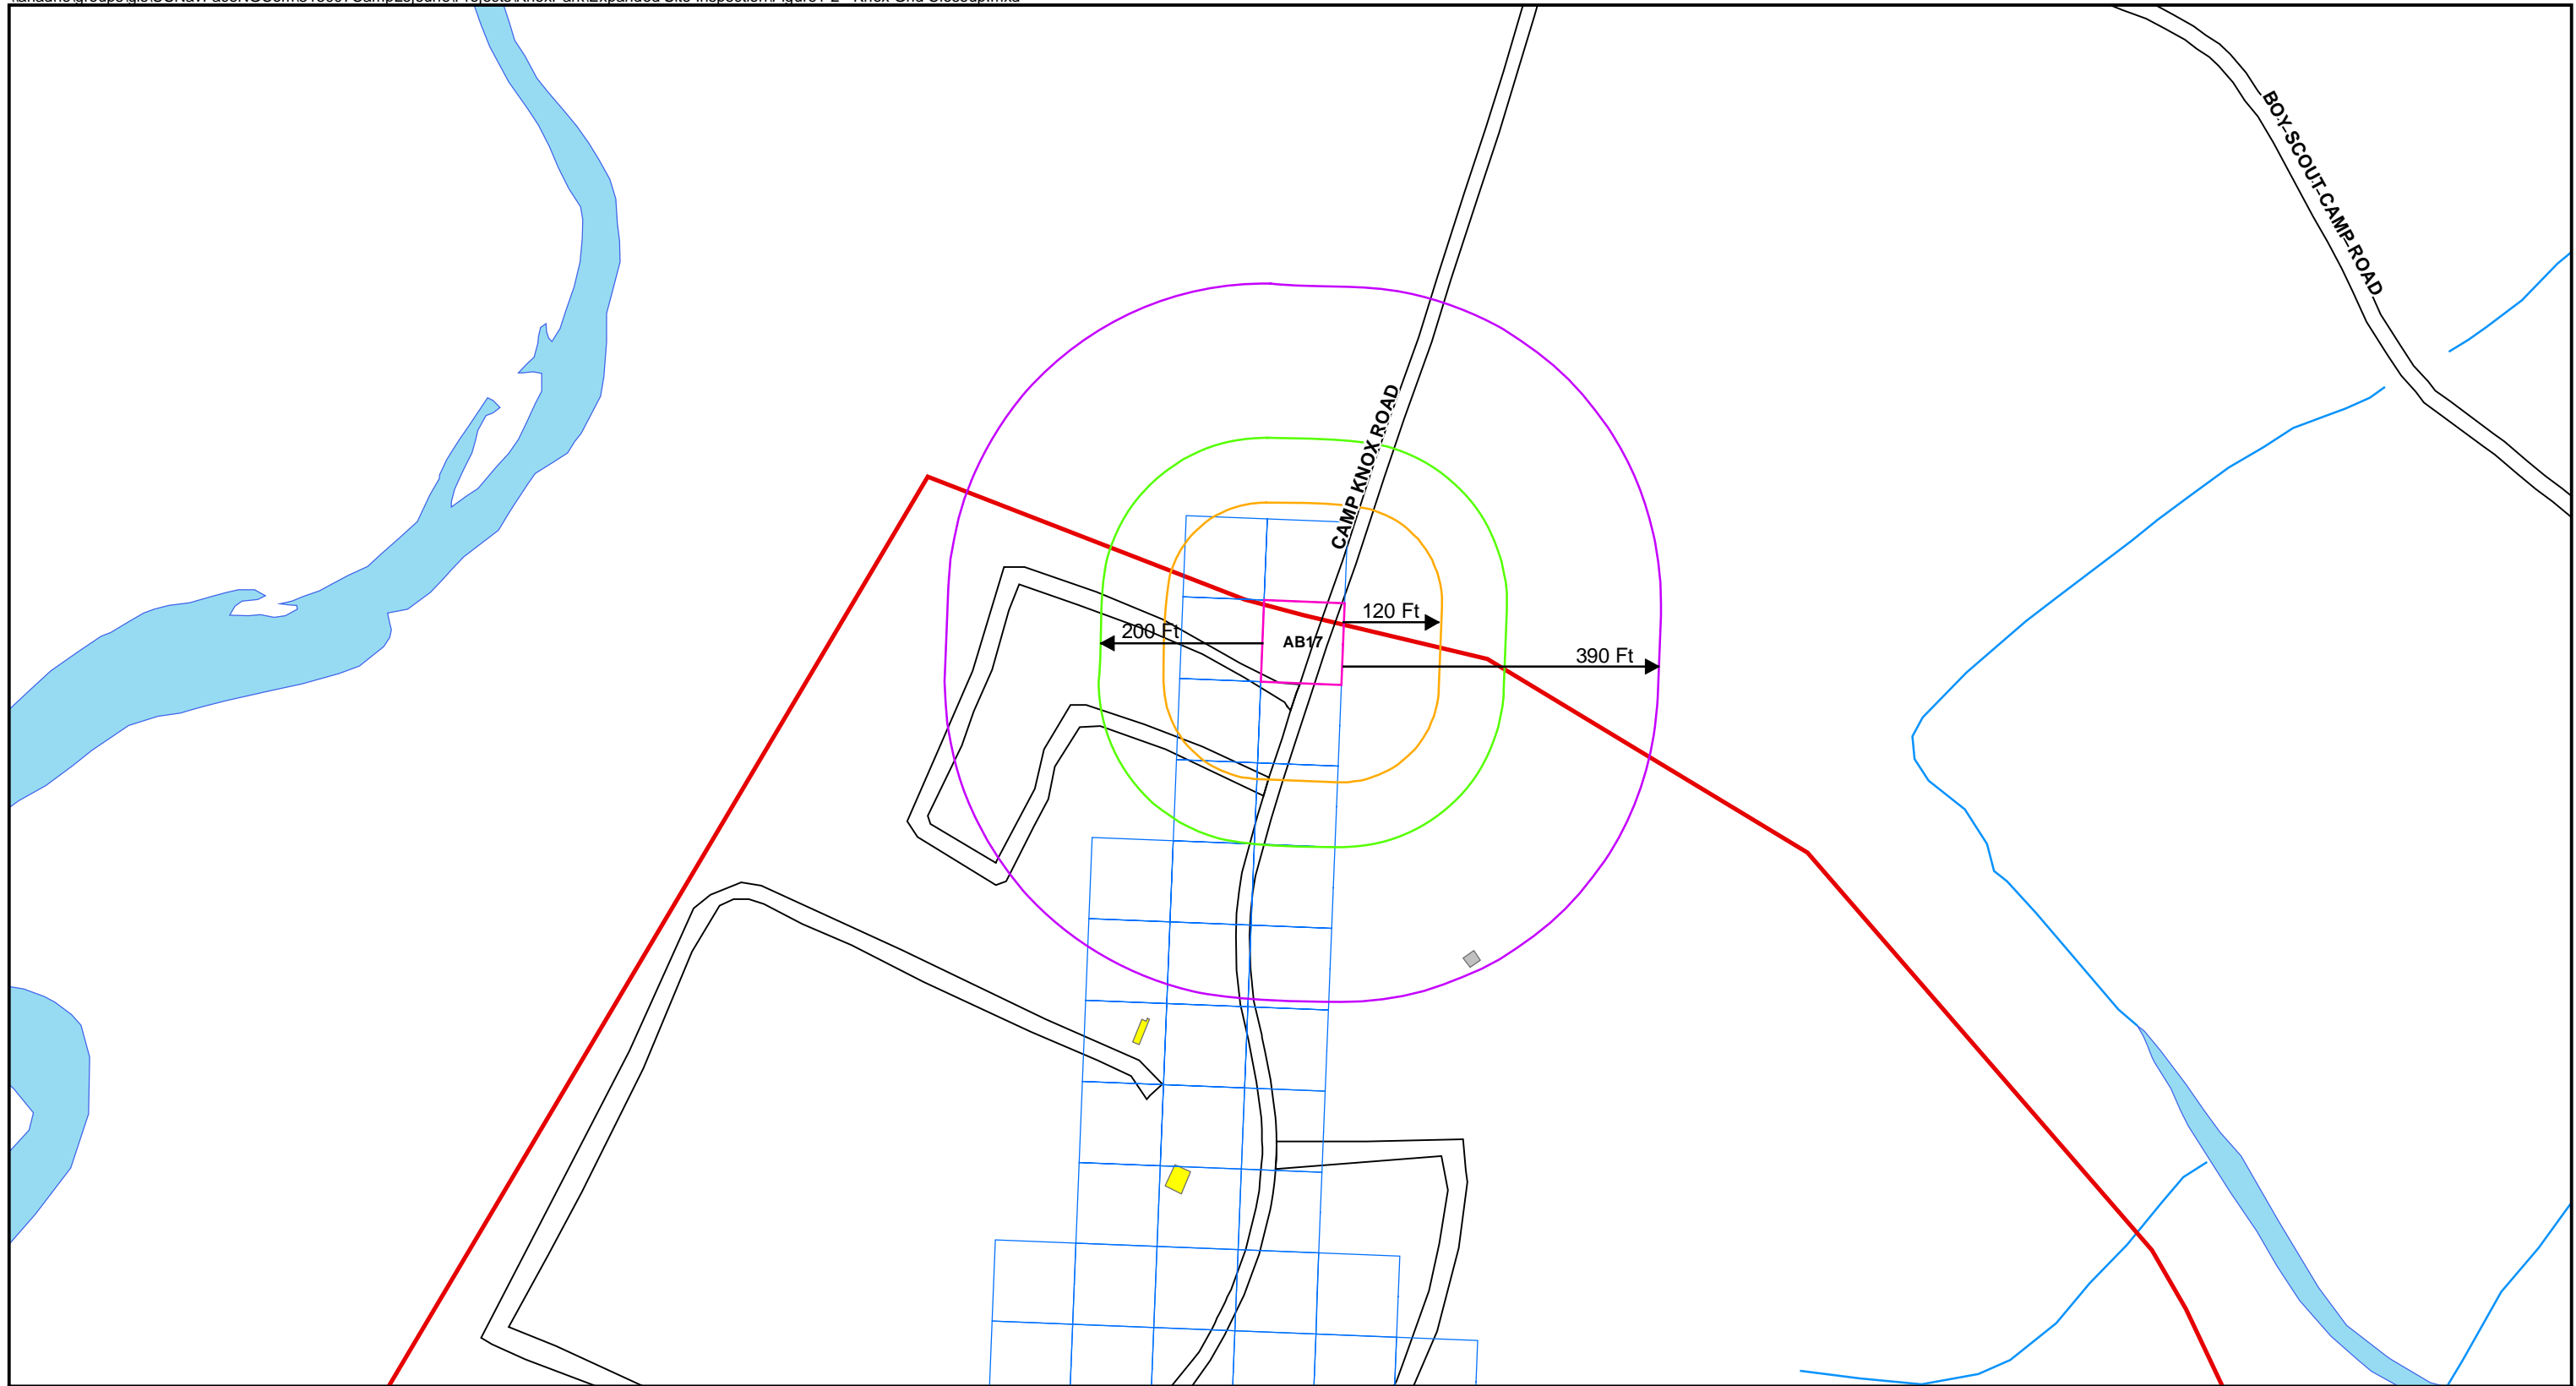 BOY SCOUT CAMP ROAD
CAMP KNOX ROAD
120 Ft
200 Ft
AB17
390 Ft